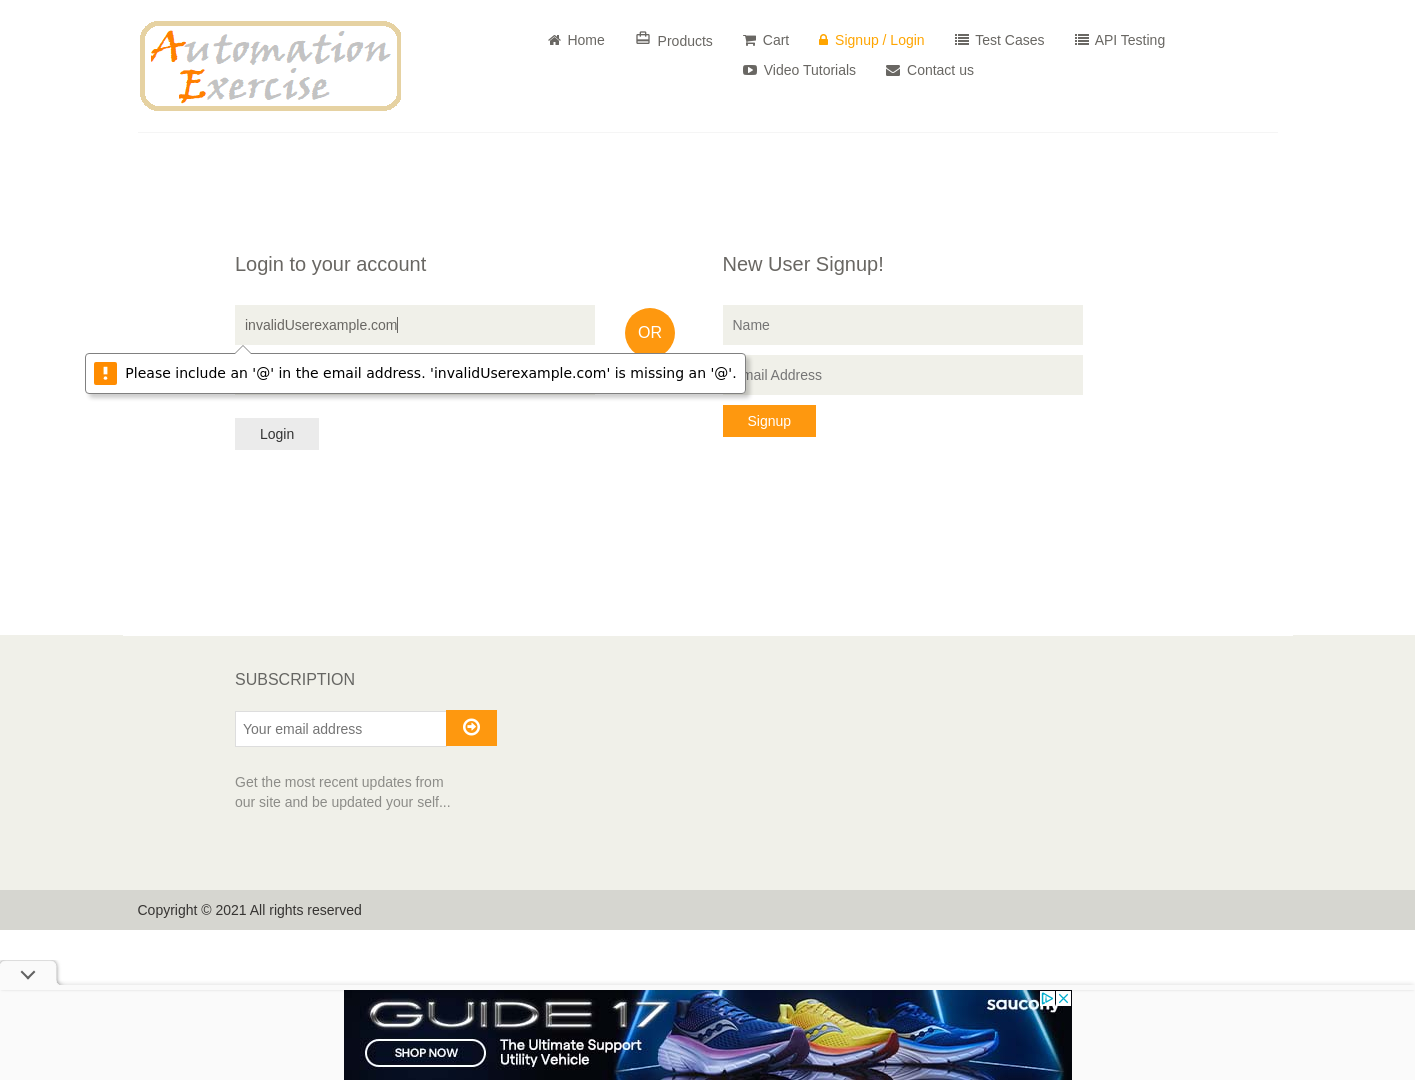 Automation
Exercise
Home
Products
Cart
Signup / Login
Test Cases
API Testing
Video Tutorials
Contact us
Login to your account
New User Signup!
invalidUserexample.com
OR
Name
Please include an '@' in the email address. 'invalidUserexample.com' is missing an '@'.
mail Address
Login
Signup
SUBSCRIPTION
Your email address
Get the most recent updates from
our site and be updated your self...
Copyright © 2021 All rights reserved
GUIDE 17
saucony
SHOP NOW
The Ultimate Support
Utility Vehicle